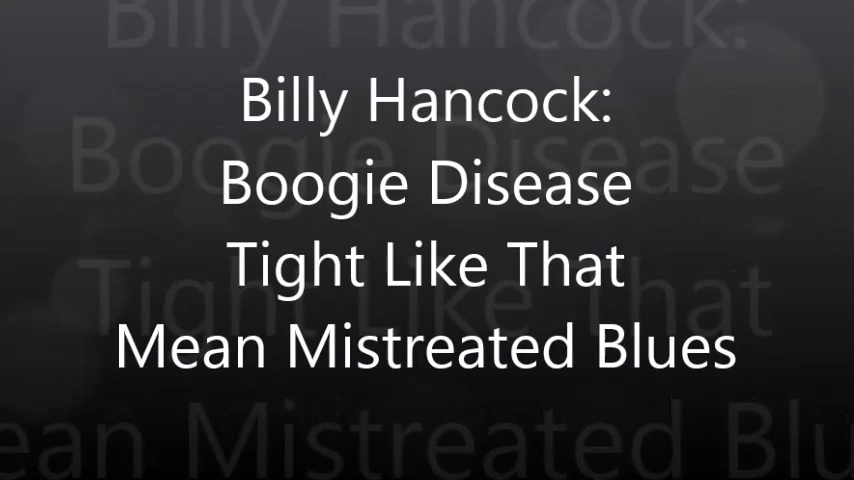 Billy Hancock:
Boogie Disease
Tight Like That
Mean Mistreated Blues